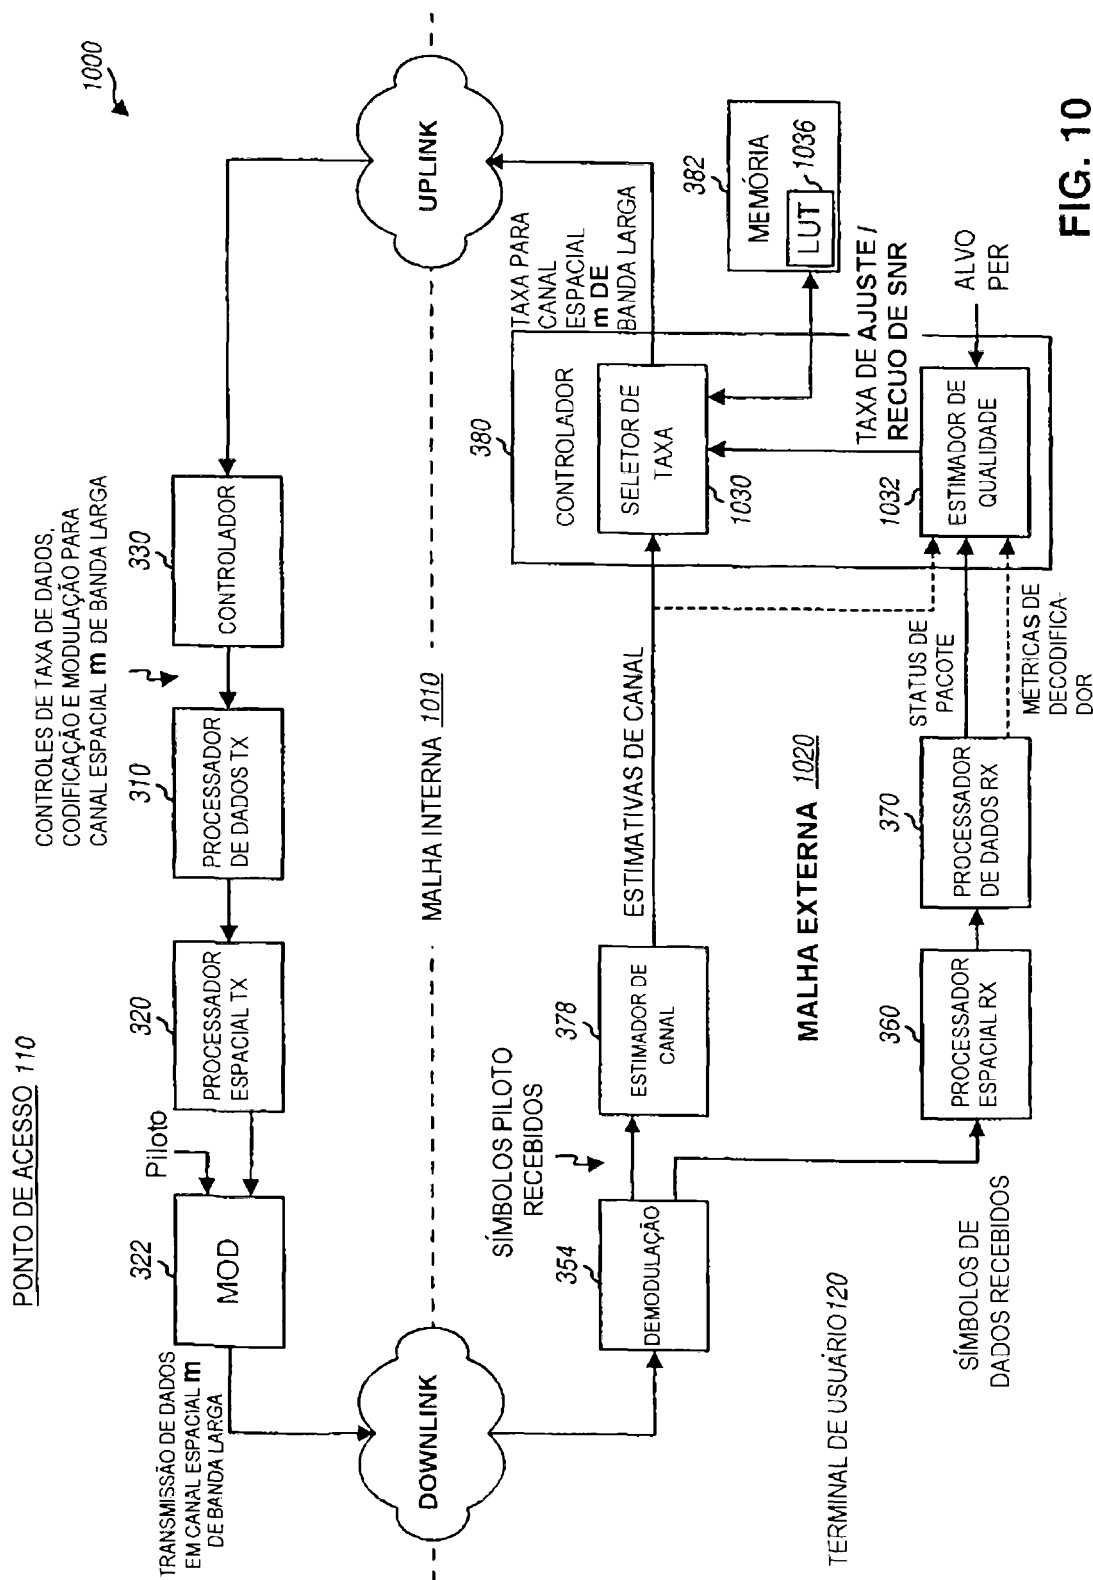 PONTO DE ACESSO 110
1000
TRANSMISSÃO DE DADOS
EM CANAL ESPACIAL m
DE BANDA LARGA
322
MOD
Piloto
320
PROCESSADOR
ESPACIAL TX
310
PROCESSADOR
DE DADOS TX
CONTROLES DE TAXA DE DADOS,
CODIFICAÇÃO E MODULAÇÃO PARA
CANAL ESPACIAL m DE BANDA LARGA
330
CONTROLADOR
DOWNLINK
MALHA INTERNA 1010
UPLINK
SÍMBOLOS PILOTO
RECEBIDOS
354
DEMODULAÇÃO
378
ESTIMADOR DE
CANAL
ESTIMATIVAS DE CANAL
380
CONTROLADOR
SELETOR DE
TAXA
1030
TAXA PARA
CANAL
ESPACIAL
m DE
BANDA LARGA
382
MEMÓRIA
LUT
1036
MALHA EXTERNA 1020
TERMINAL DE USUÁRIO 120
SÍMBOLOS DE
DADOS RECEBIDOS
360
PROCESSADOR
ESPACIAL RX
370
PROCESSADOR
DE DADOS RX
STATUS DE
PACOTE
MÉTRICAS DE
DECODIFICA-
DOR
1032
ESTIMADOR DE
QUALIDADE
TAXA DE AJUSTE /
RECUO DE SNR
ALVO
PER
FIG. 10